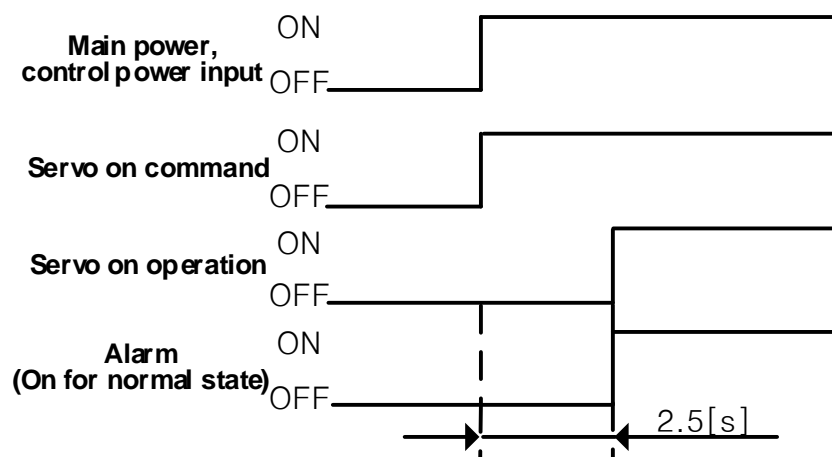 Main power,
control power input
ON
OFF
Servo on command
ON
OFF
Servo on operation
ON
OFF
Alarm
(On for normal state)
ON
OFF
2.5[s]